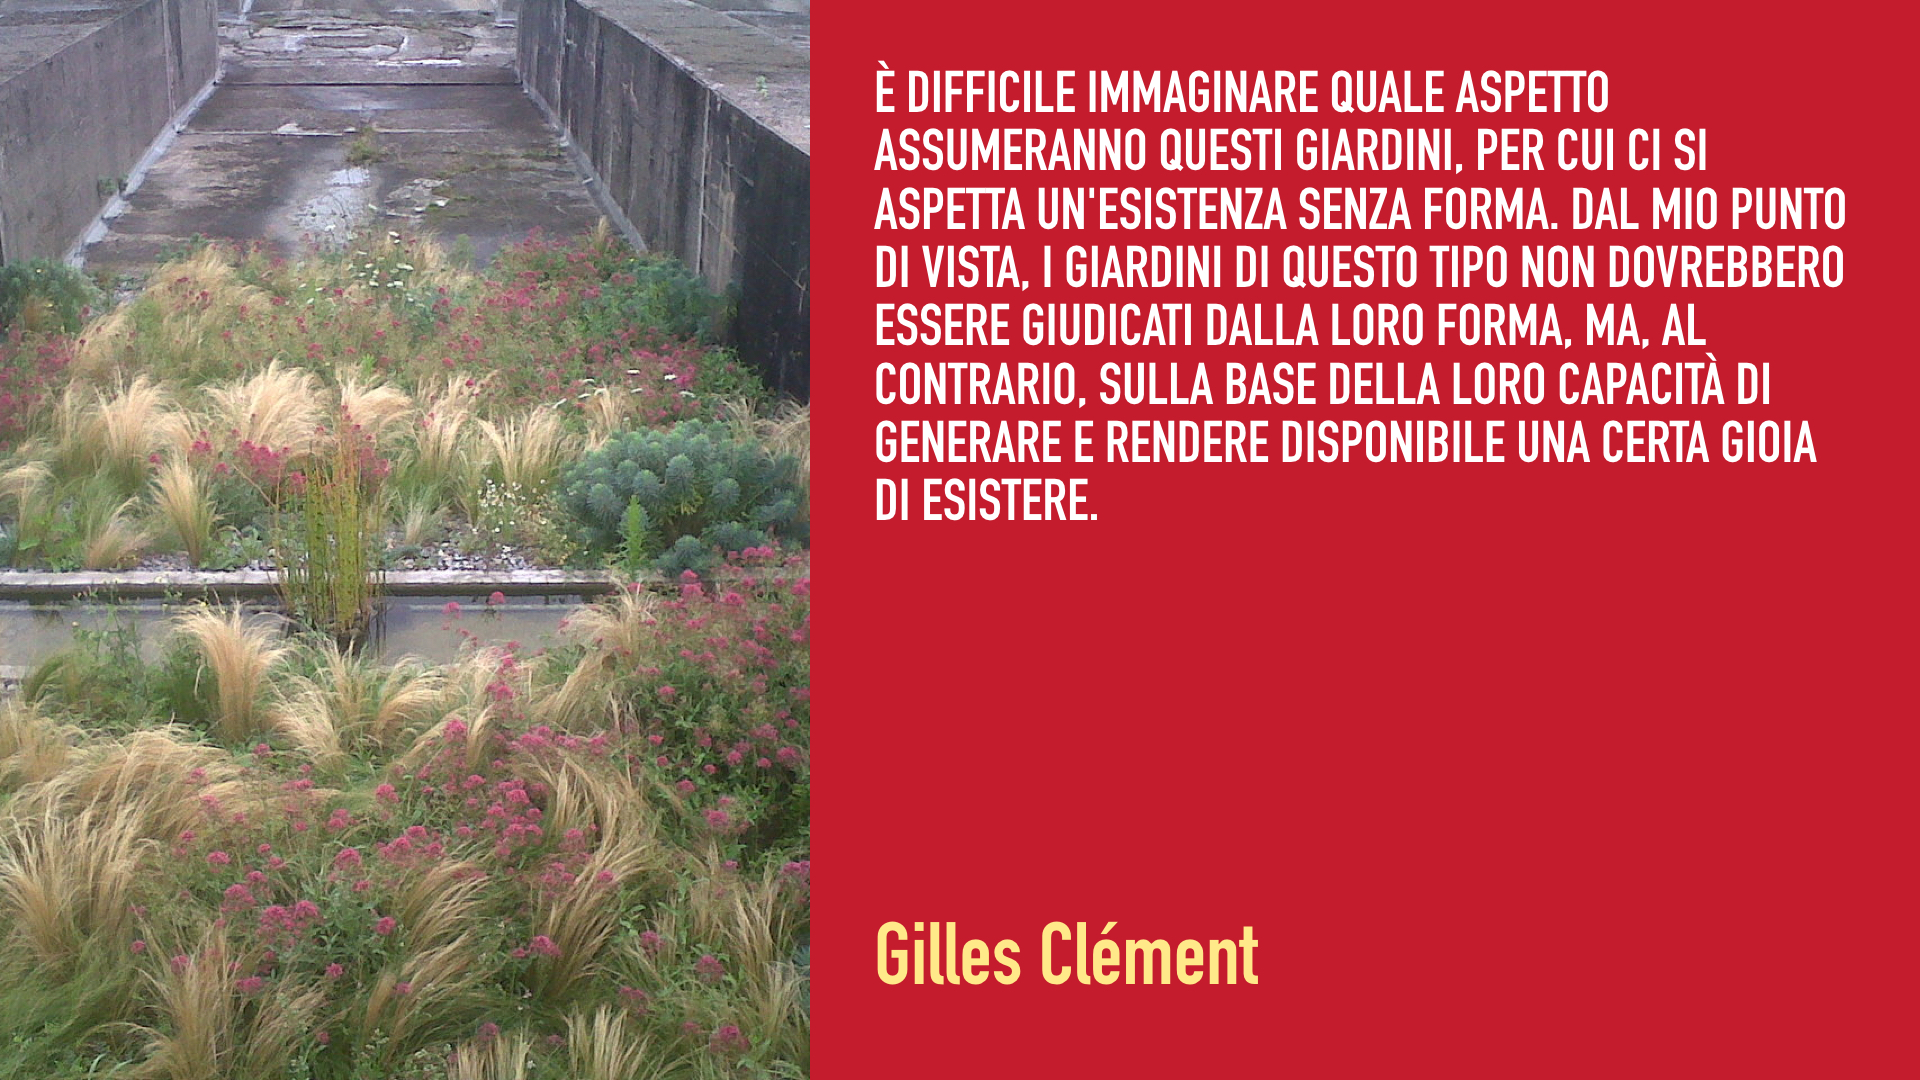 È DIFFICILE IMMAGINARE QUALE ASPETTO
ASSUMERANNO QUESTI GIARDINI, PER CUI CI SI
ASPETTA UN'ESISTENZA SENZA FORMA. DAL MIO PUNTO
DI VISTA, I GIARDINI DI QUESTO TIPO NON DOVREBBERO
ESSERE GIUDICATI DALLA LORO FORMA, MA, AL
CONTRARIO, SULLA BASE DELLA LORO CAPACITÀ DI
GENERARE E RENDERE DISPONIBILE UNA CERTA GIOIA
DI ESISTERE.
Gilles Clément